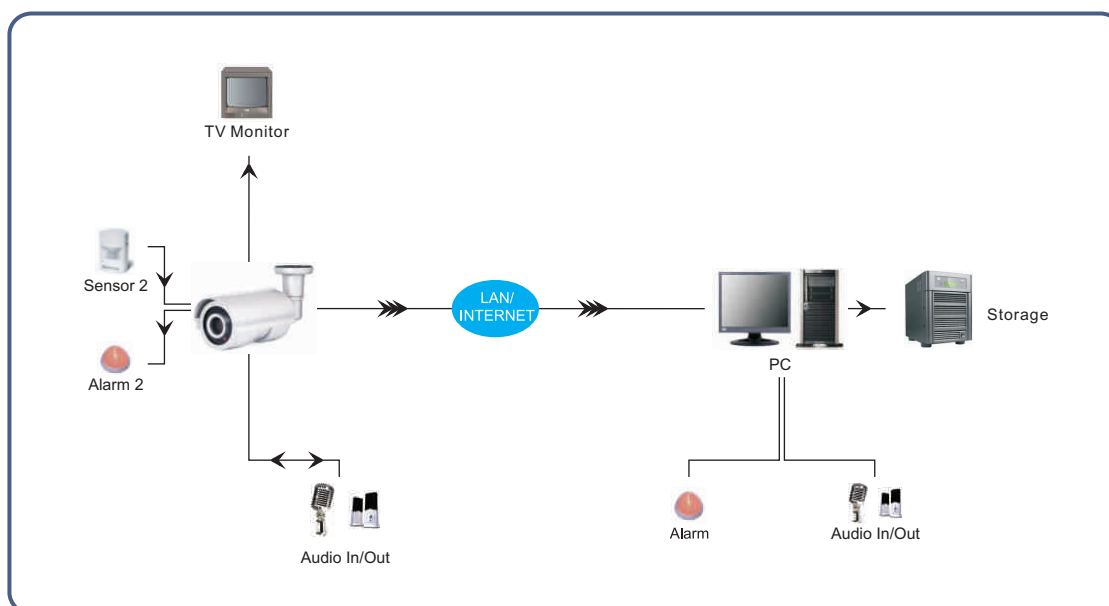 TV Monitor
Sensor 2
Alarm 2
LAN/
INTERNET
Storage
PC
Audio In/Out
Alarm
Audio In/Out